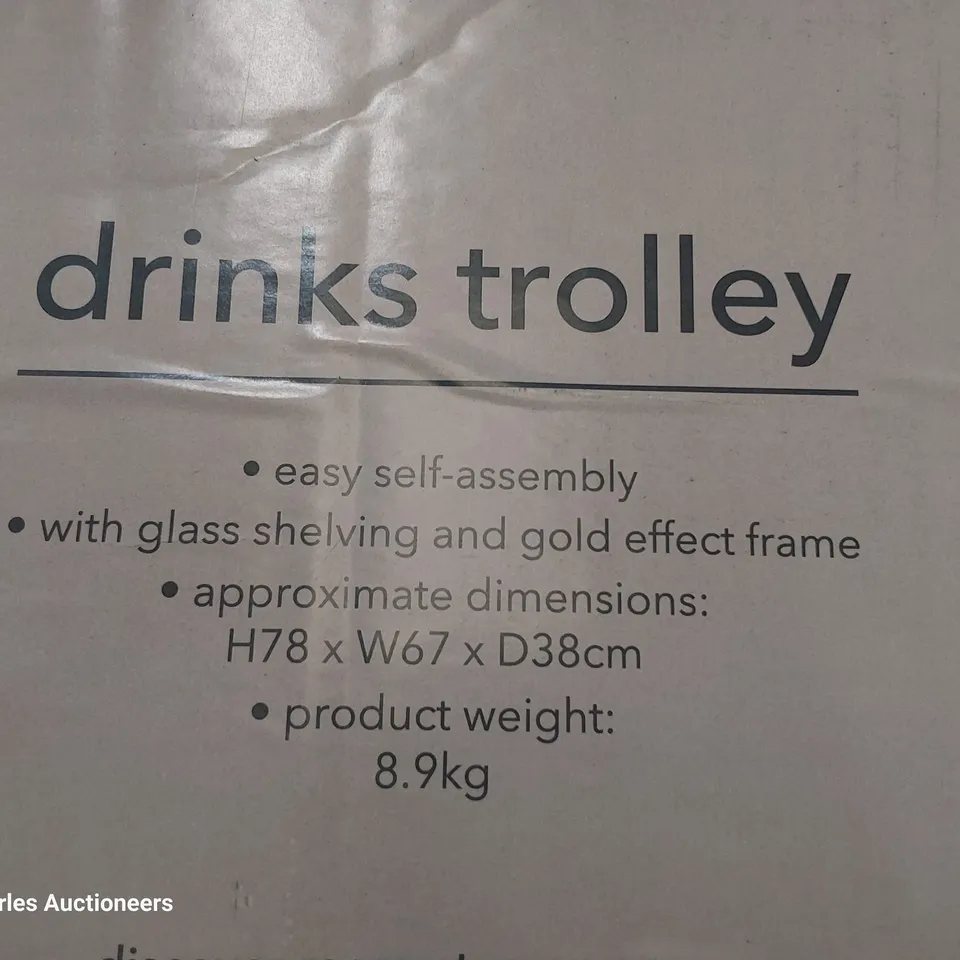 drinks trolley
• easy self-assembly
• with glass shelving and gold effect frame
• approximate dimensions:
H78 x W67 x D38cm
• product weight:
8.9kg
Auctioneers